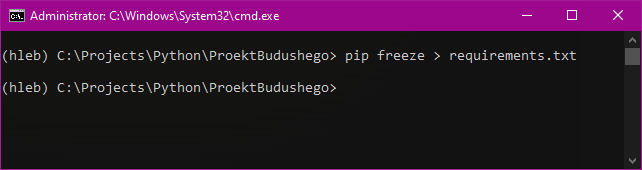 Administrator: C:\Windows\System32\cmd.exe
(hleb) C:\Projects\Python\ProektBudushego> pip freeze > requirements.txt
(hleb) C:\Projects\Python\ProektBudushego>